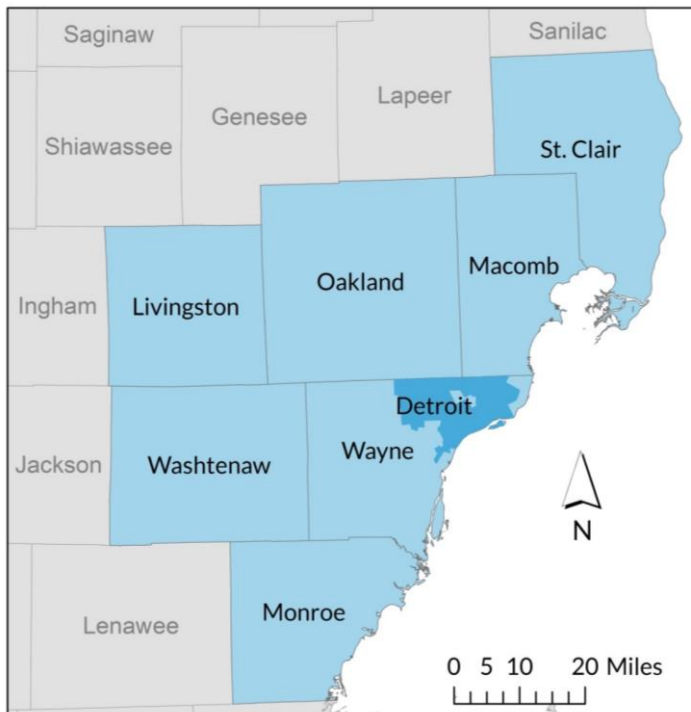 Saginaw
Sanilac
Lapeer
Genesee
Shiawassee
St. Clair
Macomb
Oakland
Ingham
Livingston
Detroit
Wayne
Jackson
Washtenaw
N
Monroe
Lenawee
0 5 10 20 Miles